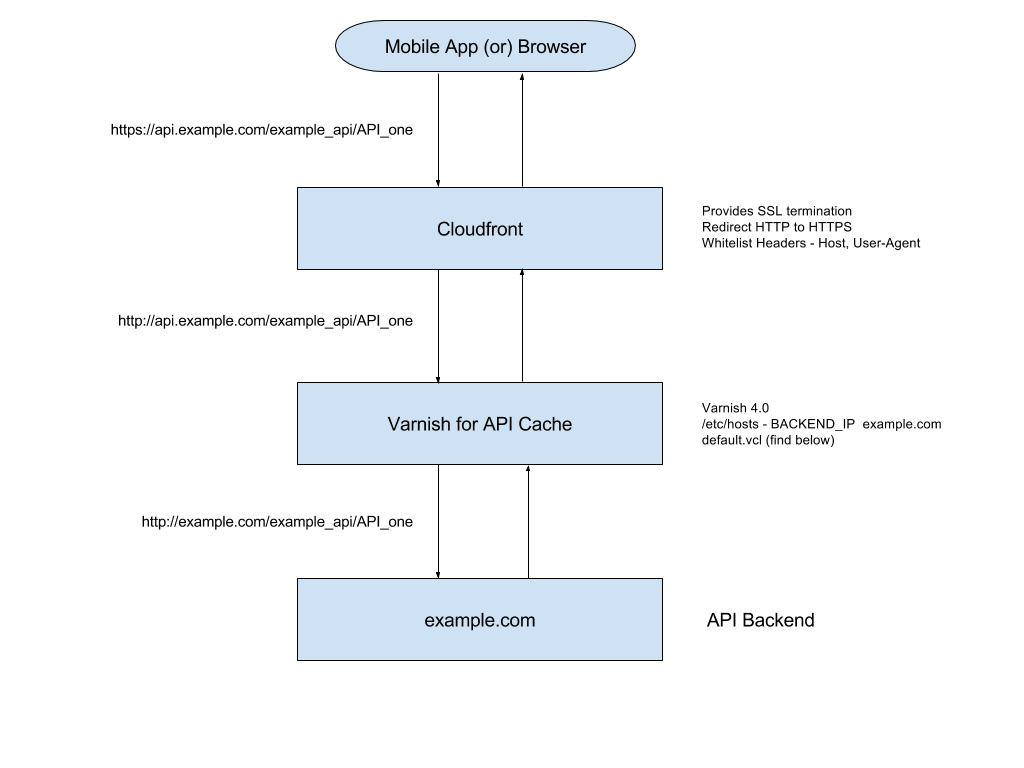 Mobile App (or) Browser
https://api.example.com/example_api/API_one
Cloudfront
Provides SSL termination
Redirect HTTP to HTTPS
Whitelist Headers - Host, User-Agent
http://api.example.com/example_api/API_one
Varnish for API Cache
Varnish 4.0
/etc/hosts - BACKEND_IP  example.com
default.vcl (find below)
http://example.com/example_api/API_one
example.com
API Backend